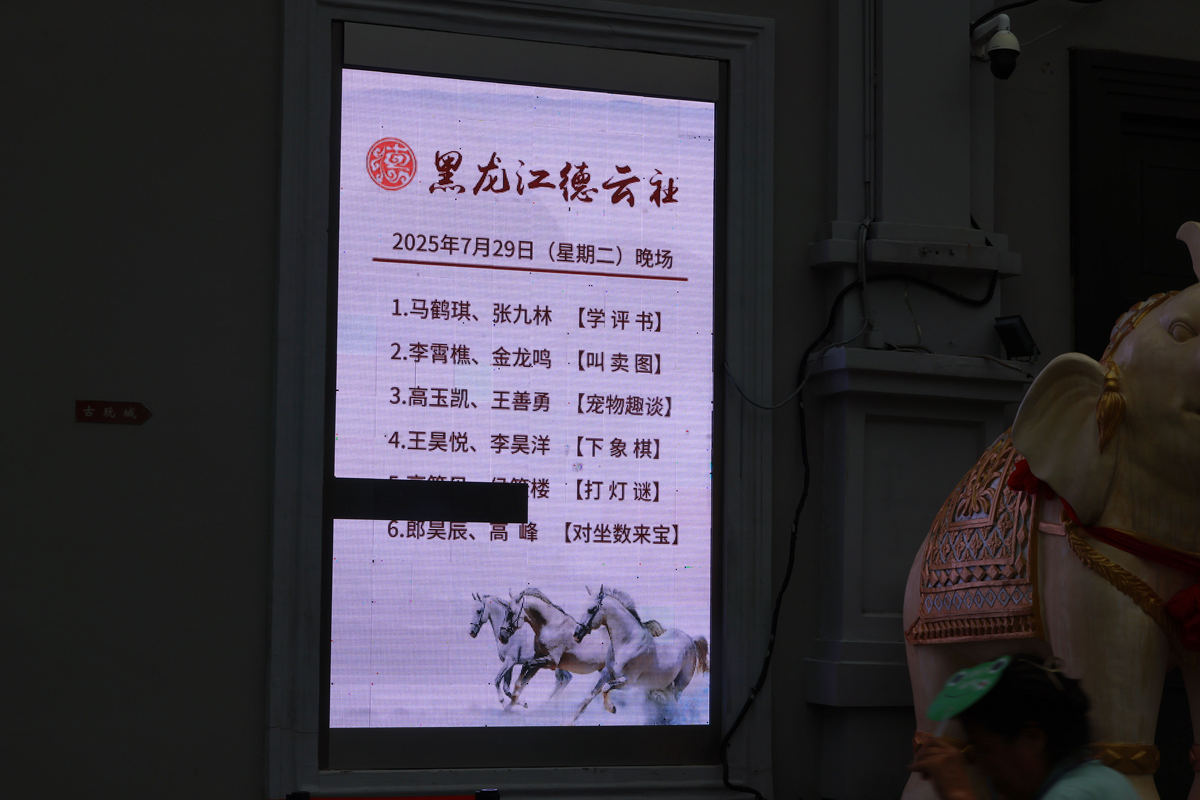 黑龙江德云社
2025年7月29日（星期二）晚场
1.马鹤琪、张九林 【学 评 书】
2.李霄樵、金龙鸣 【叫 卖 图】
3.高玉凯、王善勇 【宠物趣谈】
4.王昊悦、李昊洋 【下 象 棋】
楼 【打 灯 谜】
6.郎昊辰、高 峰 【对坐数来宝】
古玩城